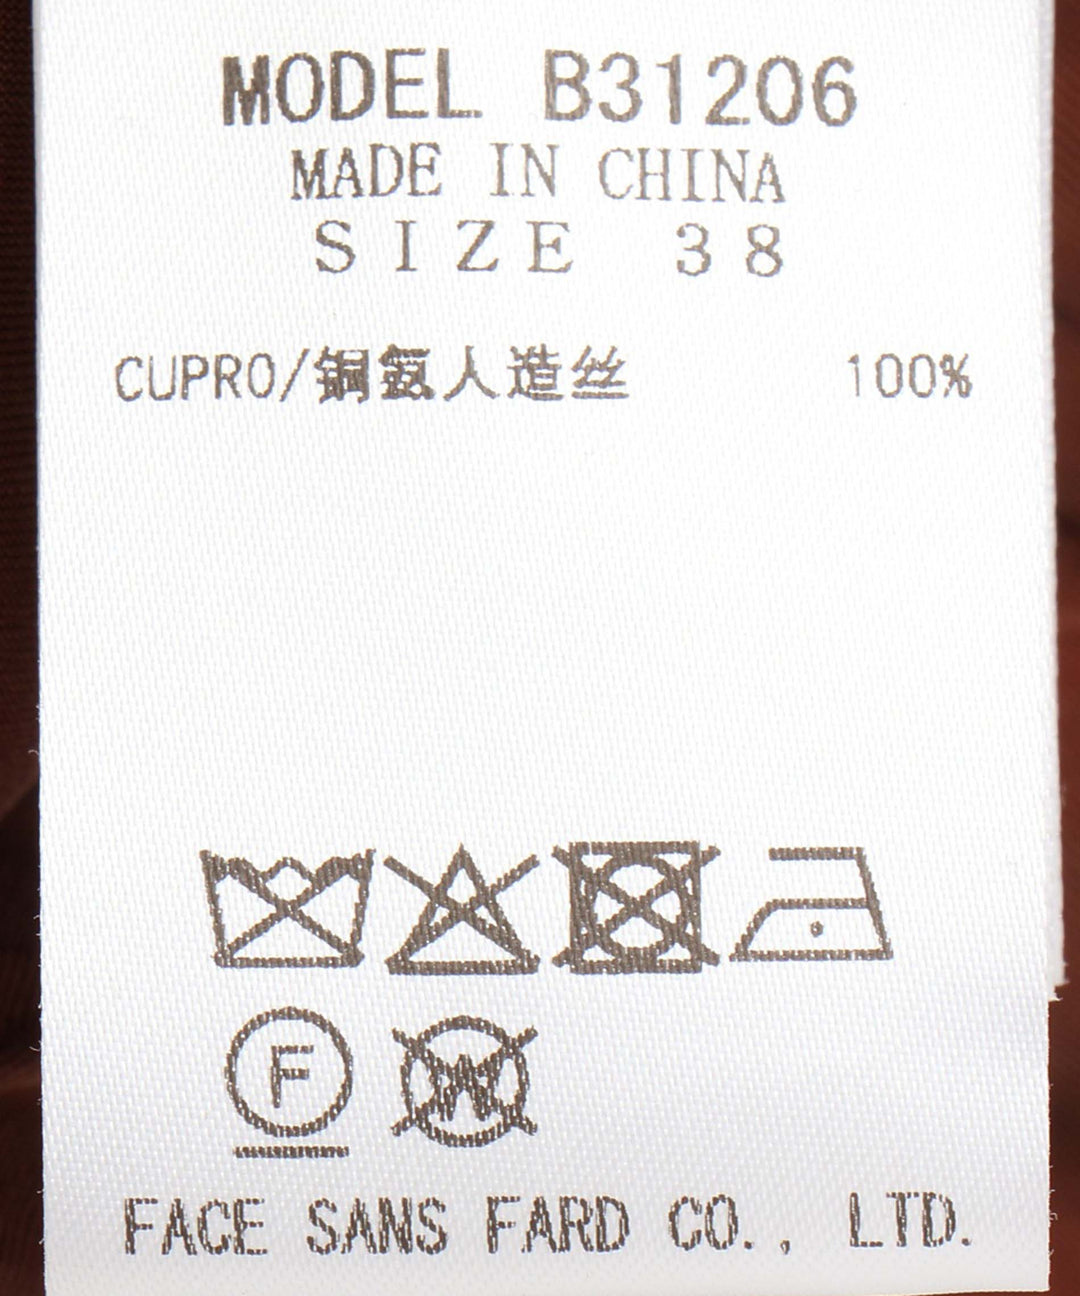 MODEL B31206
MADE IN CHINA
SIZE 38
CUPRO/铜氨人造丝 100%
F W
FACE SANS FARD CO., LTD.